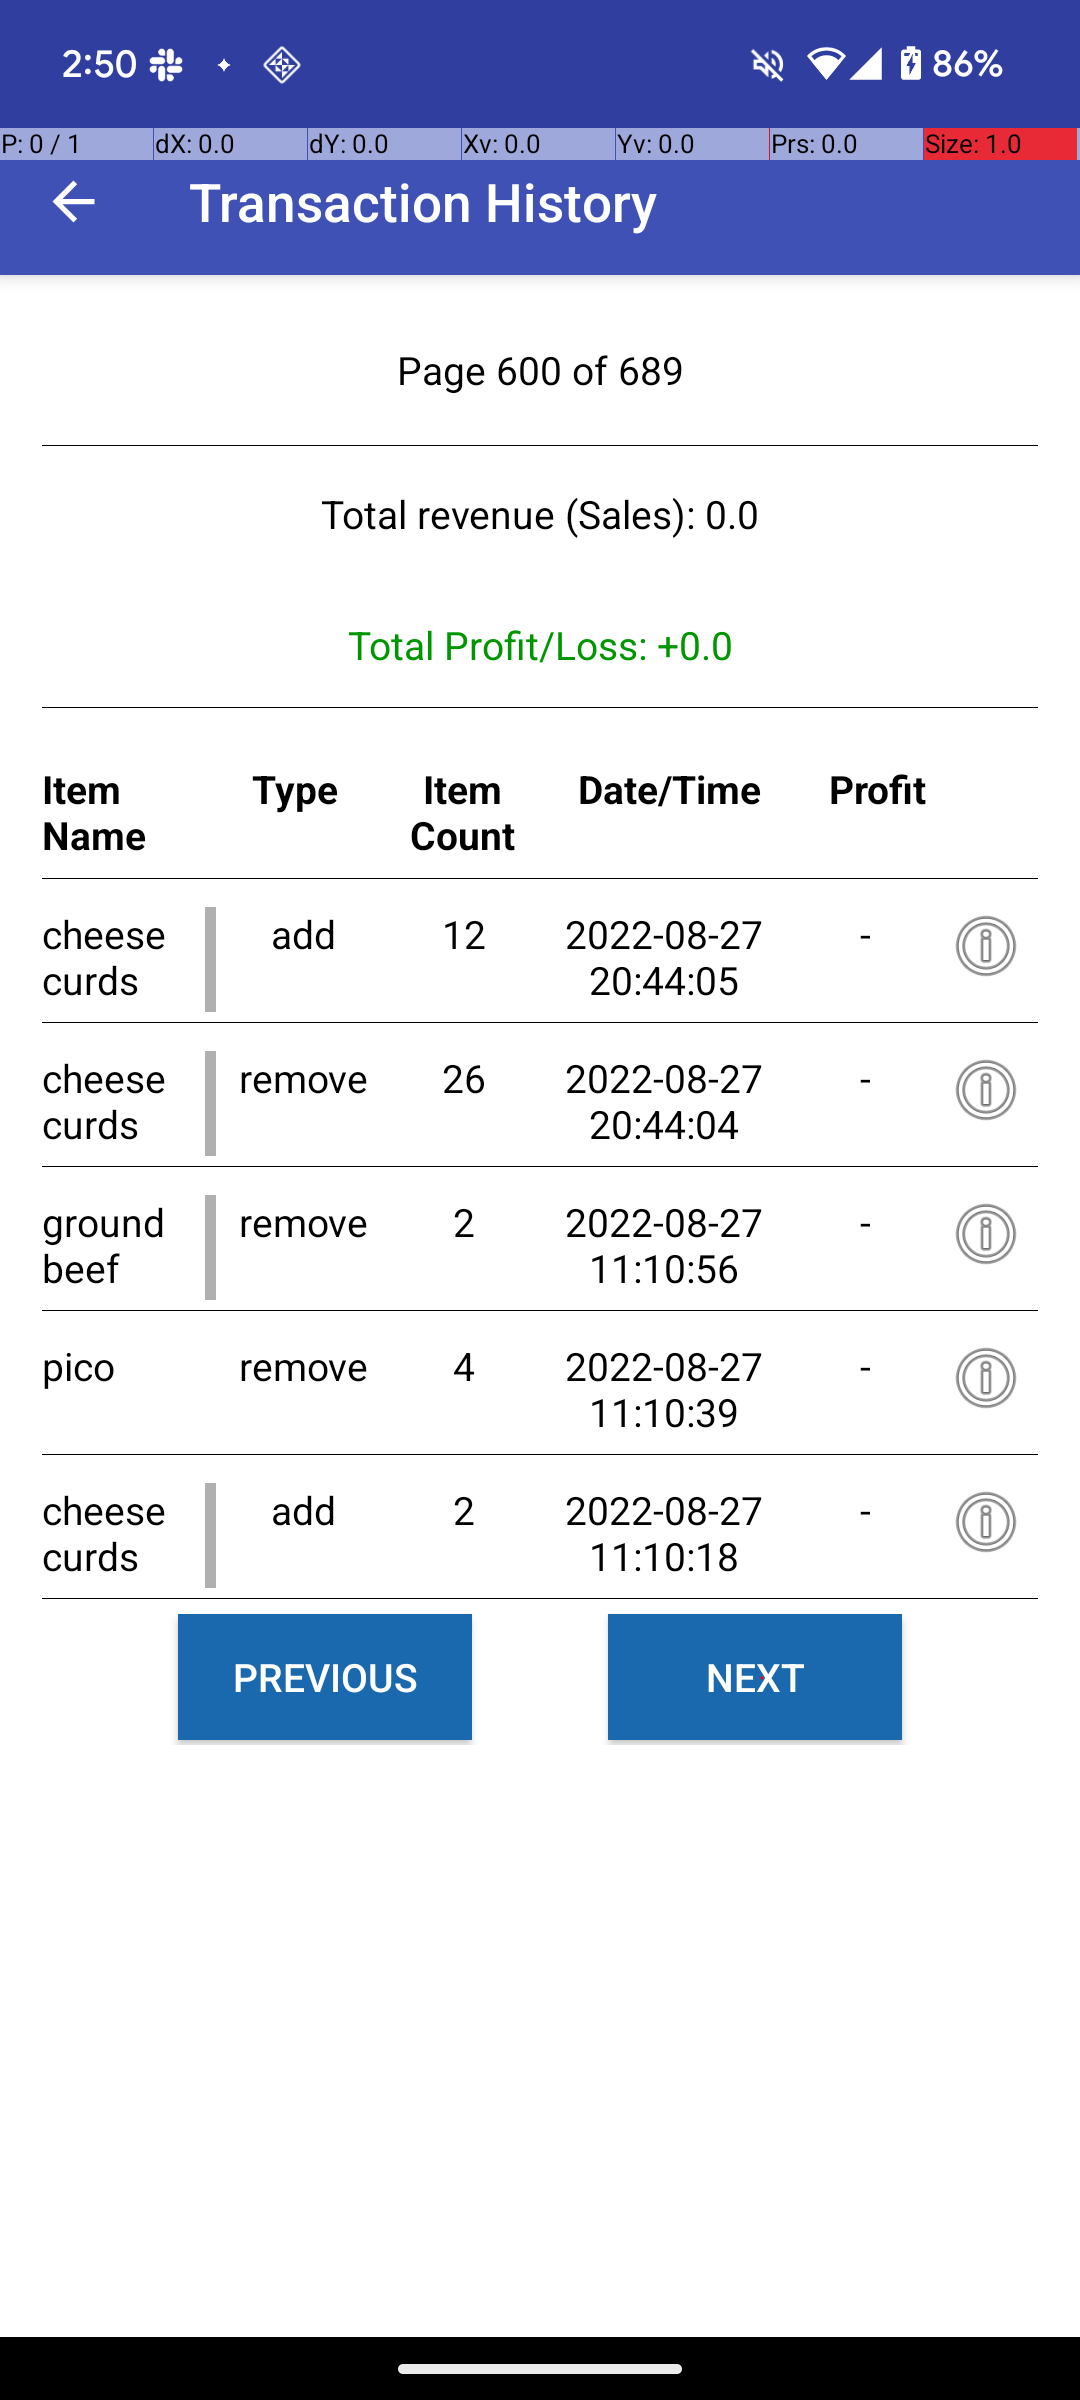 2:50 86%
P: 0 / 1 dX: 0.0 dY: 0.0 Xv: 0.0 Yv: 0.0 Prs: 0.0 Size: 1.0
Transaction History
Page 600 of 689
Total revenue (Sales): 0.0
Total Profit/Loss: +0.0
Item Name Type Item Count Date/Time Profit
cheese curds add 12 2022-08-27 20:44:05 -
cheese curds remove 26 2022-08-27 20:44:04 -
ground beef remove 2 2022-08-27 11:10:56 -
pico remove 4 2022-08-27 11:10:39 -
cheese curds add 2 2022-08-27 11:10:18 -
PREVIOUS NEXT